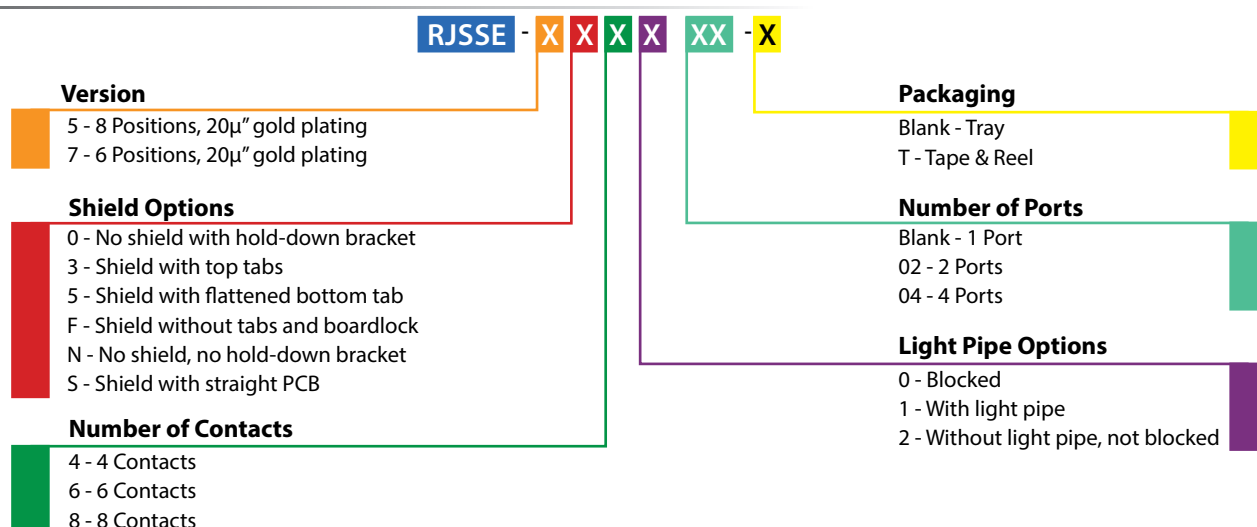 RJSSE - X X X X XX - X
Version
5 - 8 Positions, 20µ” gold plating
7 - 6 Positions, 20µ” gold plating
Shield Options
0 - No shield with hold-down bracket
3 - Shield with top tabs
5 - Shield with flattened bottom tab
F - Shield without tabs and boardlock
N - No shield, no hold-down bracket
S - Shield with straight PCB
Number of Contacts
4 - 4 Contacts
6 - 6 Contacts
8 - 8 Contacts
Packaging
Blank - Tray
T - Tape & Reel
Number of Ports
Blank - 1 Port
02 - 2 Ports
04 - 4 Ports
Light Pipe Options
0 - Blocked
1 - With light pipe
2 - Without light pipe, not blocked